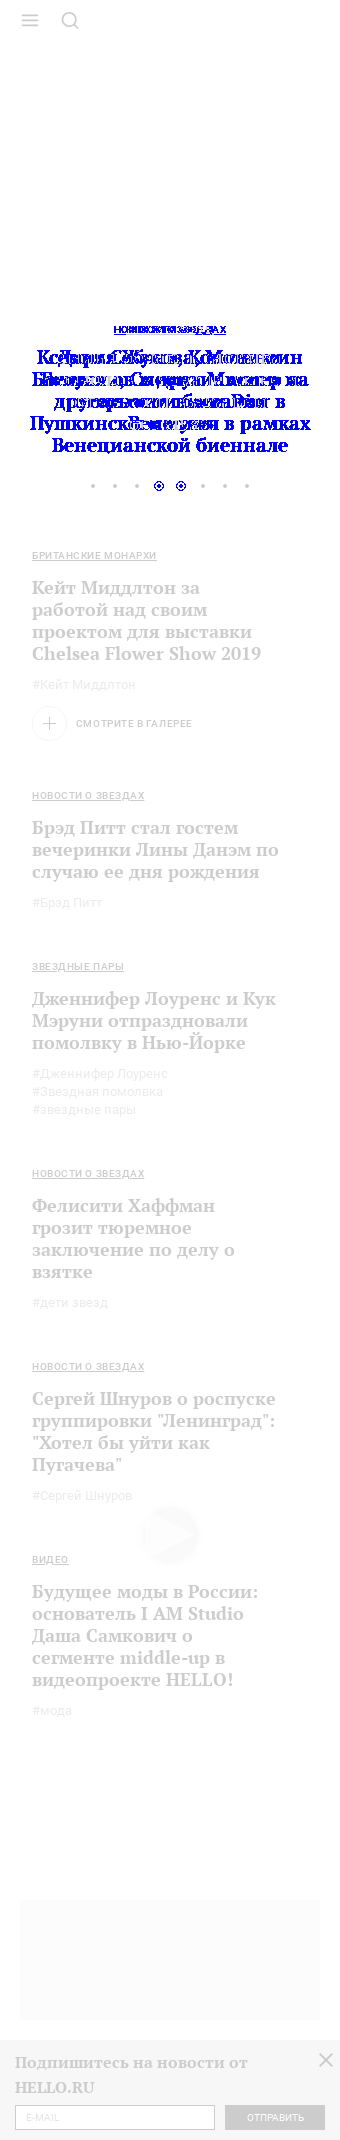 Пушкинском музее
в рамках
Венецианской биеннале
БРИТАНСКИЕ МОНАРХИ
Кейт Миддлтон за
работой над своим
проектом для выставки
Chelsea Flower Show 2019
#Кейт Миддлтон
СМОТРИТЕ В ГАЛЕРЕЕ
НОВОСТИ О ЗВЕЗДАХ
Брэд Питт стал гостем
вечеринки Лины Данэм по
случаю ее дня рождения
#Брэд Питт
ЗВЕЗДНЫЕ ПАРЫ
Дженнифер Лоуренс и Кук
Мэруни отпраздновали
помолвку в Нью-Йорке
#Дженнифер Лоуренс
#Звездная помолвка
#звездные пары
НОВОСТИ О ЗВЕЗДАХ
Фелисити Хаффман
грозит тюремное
заключение по делу о
взятке
#дети звезд
НОВОСТИ О ЗВЕЗДАХ
Сергей Шнуров о роспуске
группировки "Ленинград":
"Хотел бы уйти как
Пугачева"
#Сергей Шнуров
ВИДЕО
Будущее моды в России:
основатель I AM Studio
Даша Самкович о
сегменте middle-up в
видеопроекте HELLO!
#мода
Подпишитесь на новости от
HELLO.RU
E-MAIL
ОТПРАВИТЬ